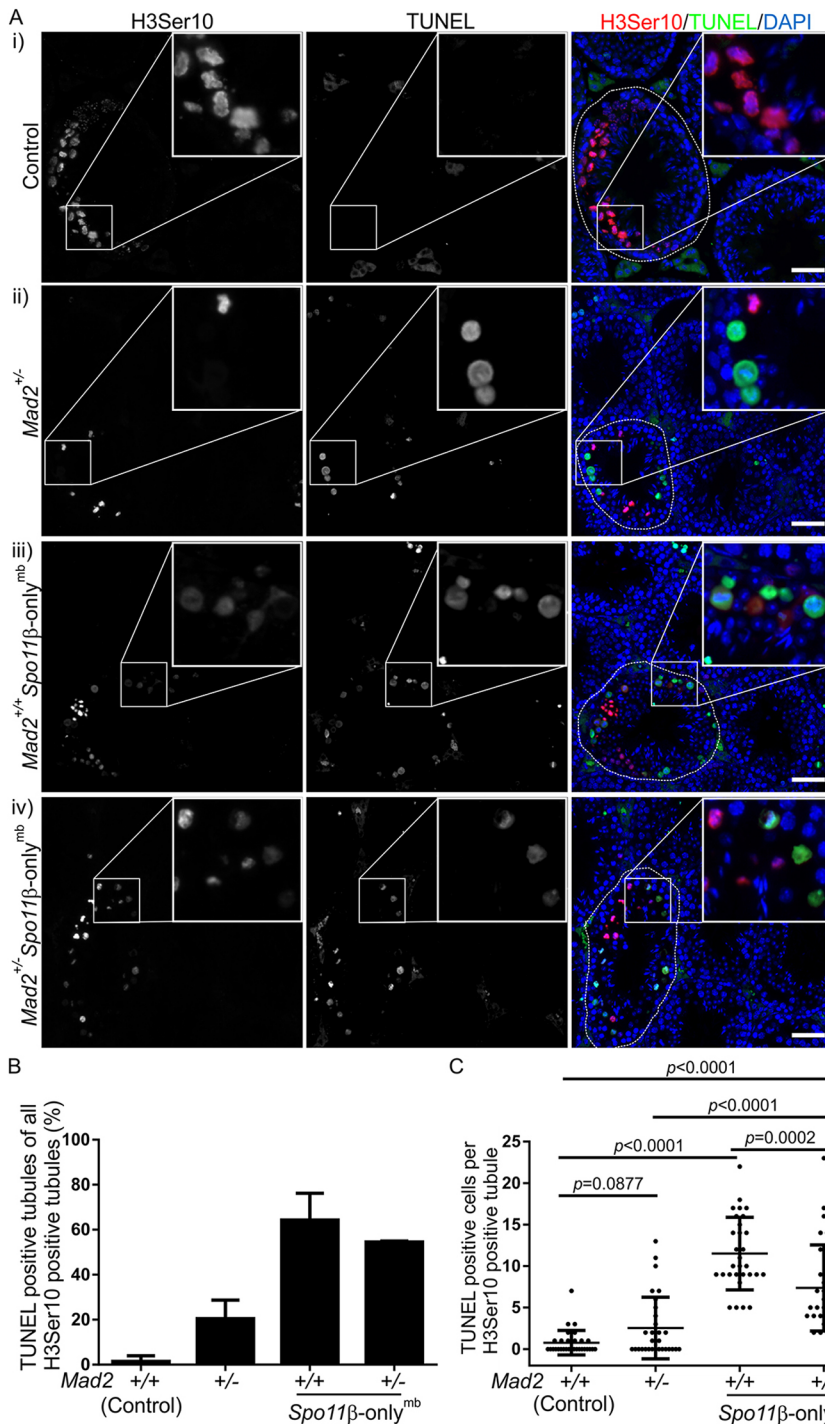 A
H3Ser10 TUNEL H3Ser10/TUNEL/DAPI
i)
Control
ii)
Mad2+/-
iii)
Mad2+/+ Spo11β-onlymb
iv)
Mad2+/- Spo11β-onlymb
B
TUNEL positive tubules of all
H3Ser10 positive tubules (%)
100
80
60
40
20
0
Mad2 +/+ +/- +/+ +/-
(Control) Spo11β-onlymb
C
p<0.0001
p<0.0001
p<0.0001 p=0.0002
p=0.0877
TUNEL positive cells per
H3Ser10 positive tubule
25
20
15
10
5
0
Mad2 +/+ +/- +/+
(Control) Spo11β-only